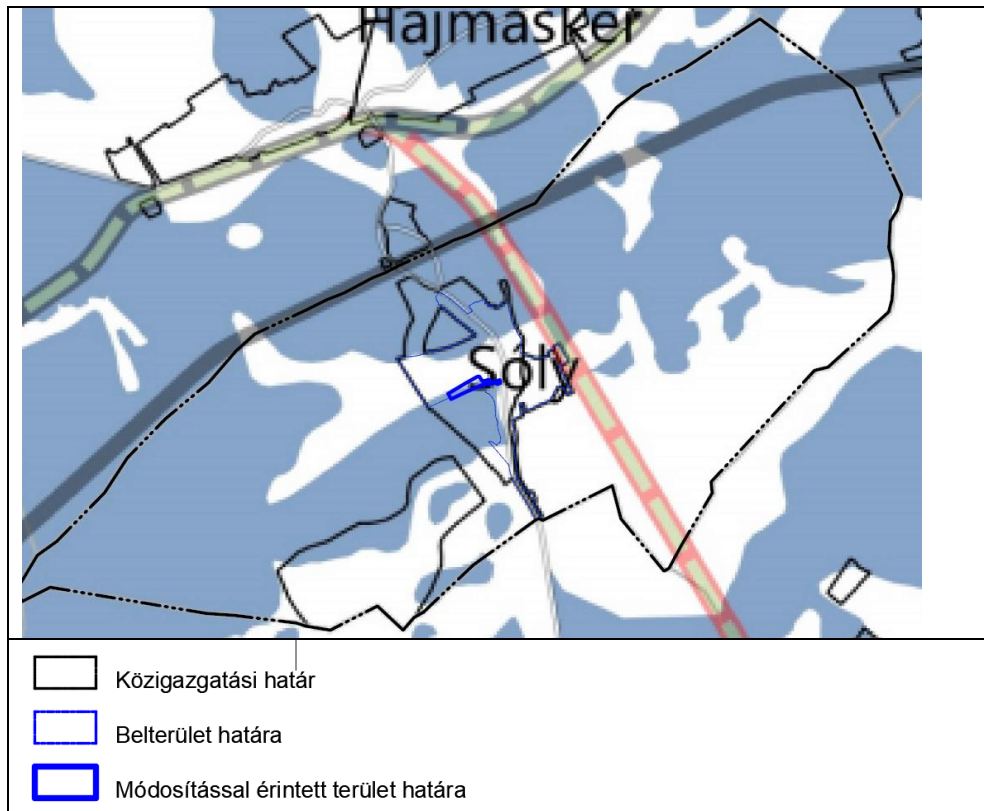 Hajmáskér
Sóly
Közigazgatási határ
Belterület határa
Módosítással érintett terület határa